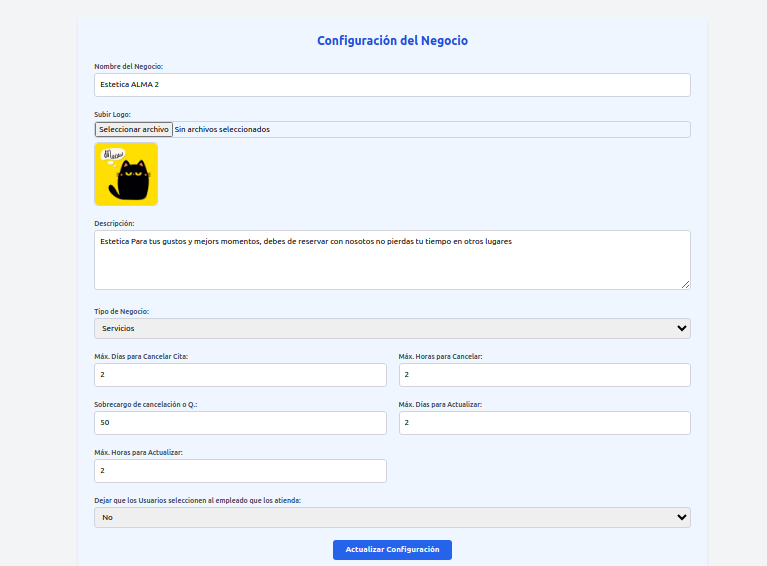 Configuración del Negocio
Nombre del Negocio:
Estetica ALMA 2
Subir Logo:
Seleccionar archivo Sin archivos seleccionados
Descripción:
Estetica Para tus gustos y mejors momentos, debes de reservar con nosotos no pierdas tu tiempo en otros lugares
Tipo de Negocio:
Servicios
Máx. Días para Cancelar Cita: Máx. Horas para Cancelar:
2 2
Sobrecargo de cancelación o Q.: Máx. Días para Actualizar:
50 2
Máx. Horas para Actualizar:
2
Dejar que los Usuarios seleccionen al empleado que los atienda:
No
Actualizar Configuración